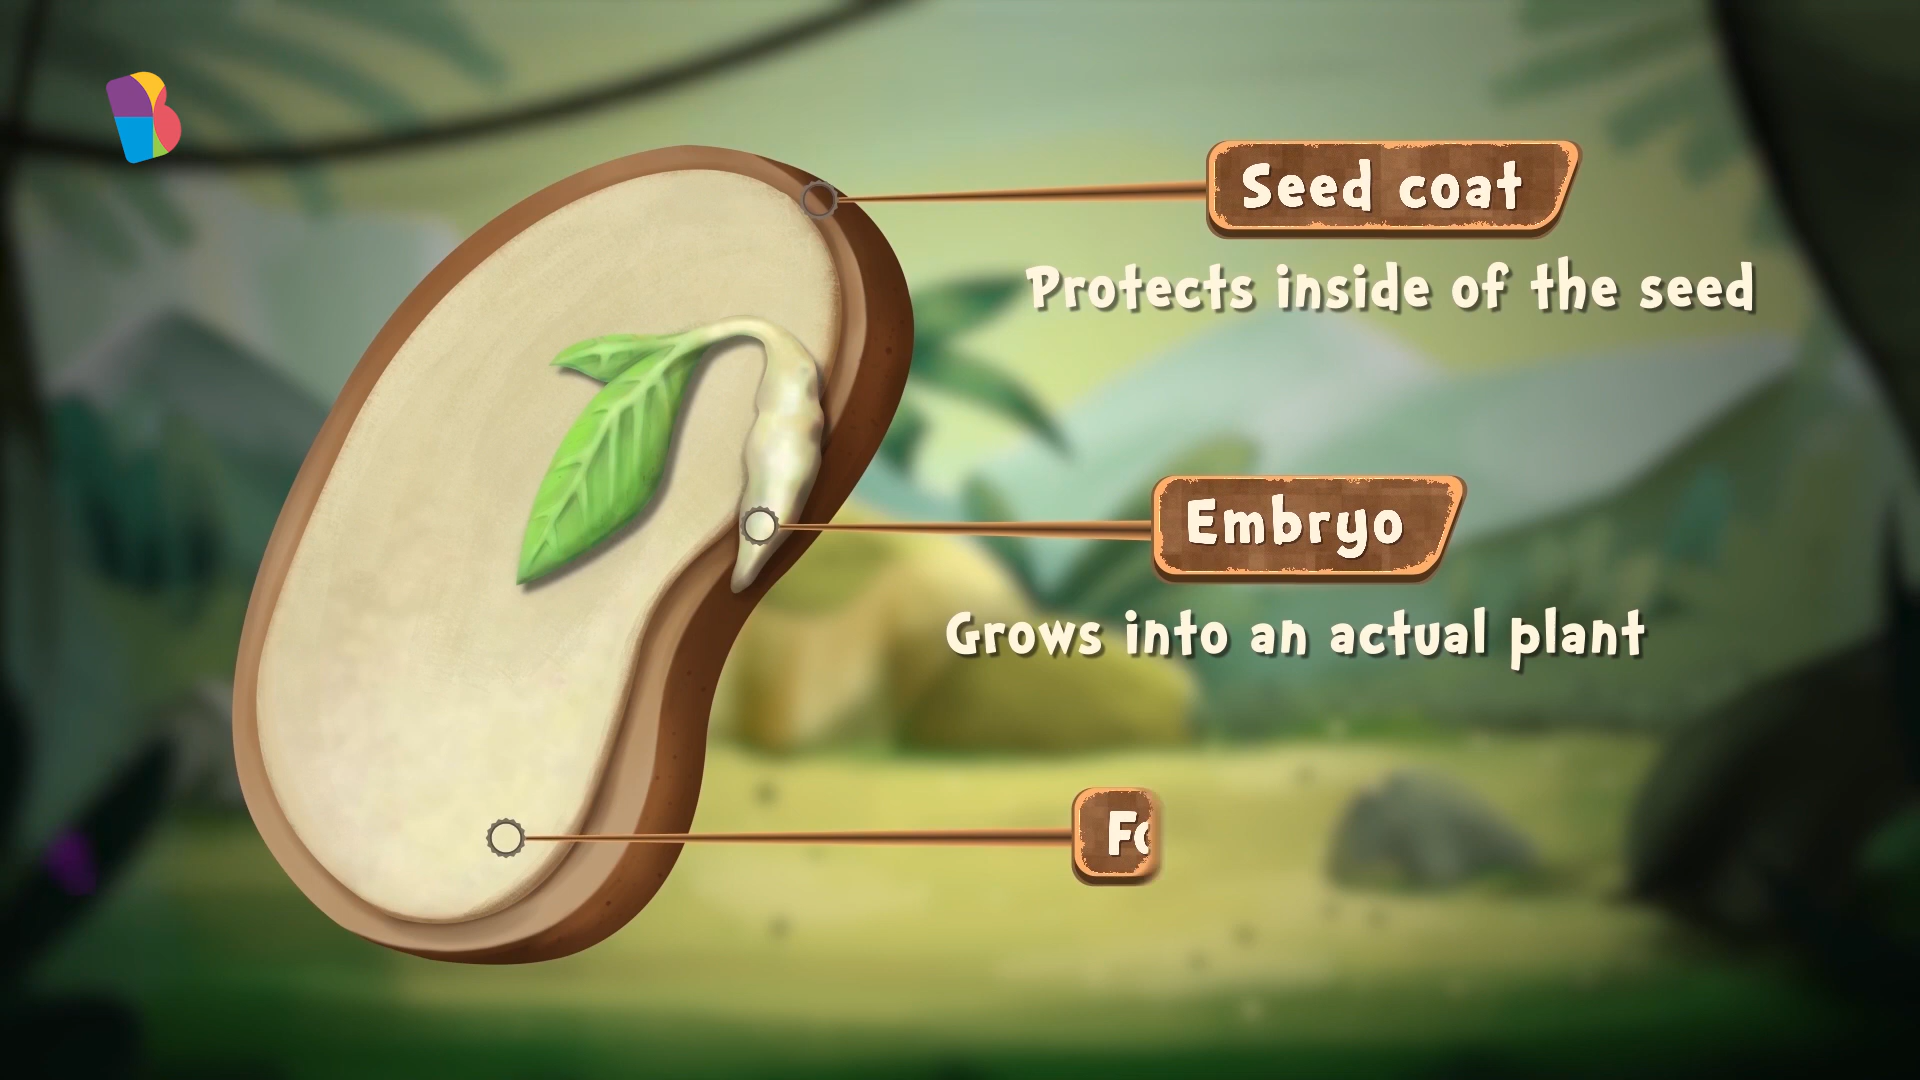 Seed coat
Protects inside of the seed
Embryo
Grows into an actual plant